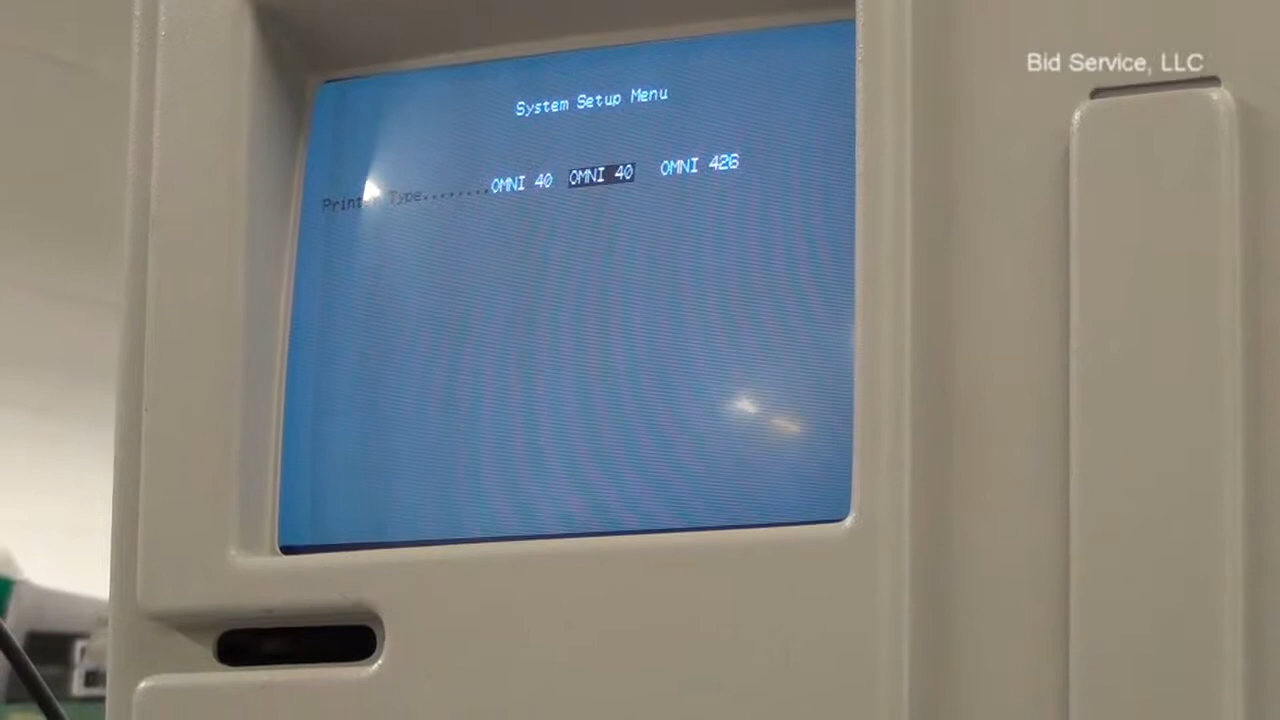 Bid Service, LLC
System Setup Menu
Printer Type........OMNI 40 OMNI 40 OMNI 426